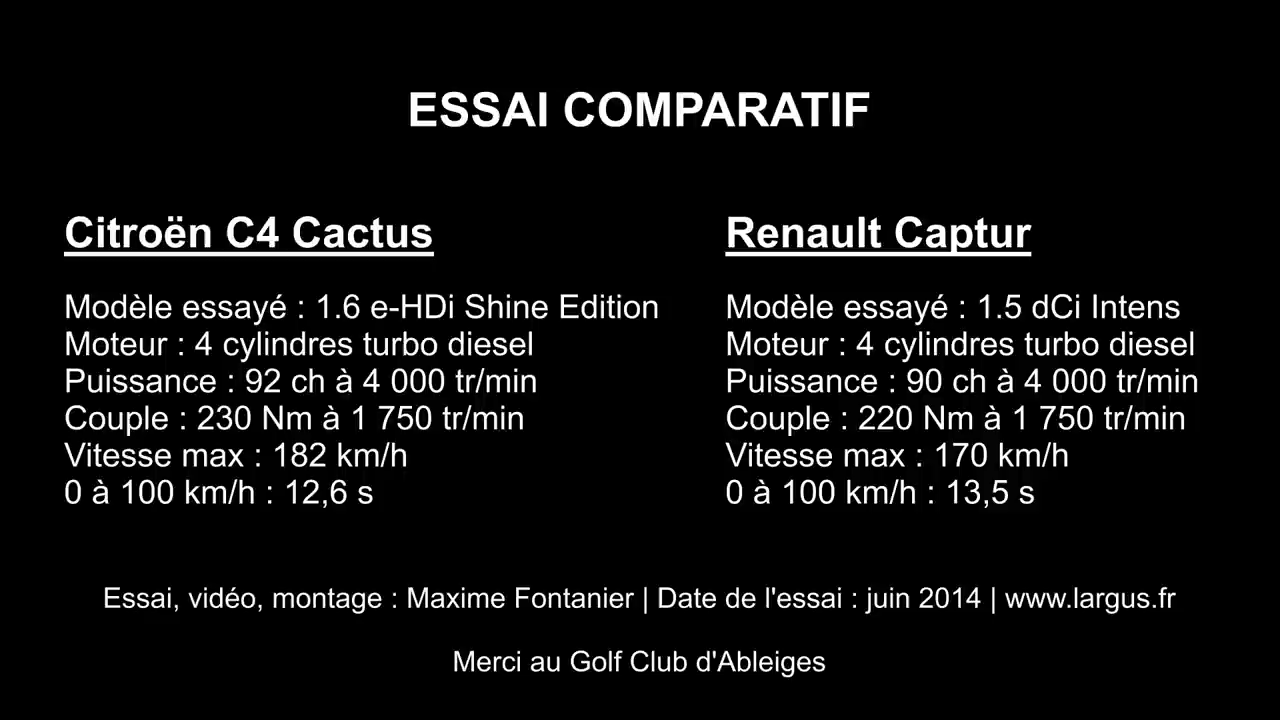 ESSAI COMPARATIF
Citroën C4 Cactus
Modèle essayé : 1.6 e-HDi Shine Edition
Moteur : 4 cylindres turbo diesel
Puissance : 92 ch à 4 000 tr/min
Couple : 230 Nm à 1 750 tr/min
Vitesse max : 182 km/h
0 à 100 km/h : 12,6 s
Renault Captur
Modèle essayé : 1.5 dCi Intens
Moteur : 4 cylindres turbo diesel
Puissance : 90 ch à 4 000 tr/min
Couple : 220 Nm à 1 750 tr/min
Vitesse max : 170 km/h
0 à 100 km/h : 13,5 s
Essai, vidéo, montage : Maxime Fontanier | Date de l'essai : juin 2014 | www.largus.fr
Merci au Golf Club d'Ableiges